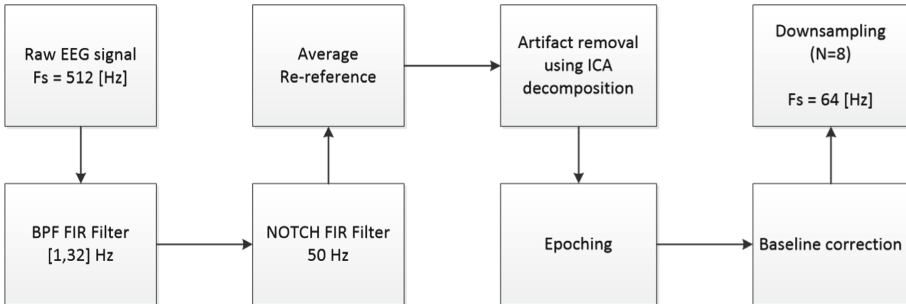 Raw EEG signal
Fs = 512 [Hz]
BPF FIR Filter
[1,32] Hz
NOTCH FIR Filter
50 Hz
Average
Re-reference
Artifact removal
using ICA
decomposition
Epoching
Baseline correction
Downsampling
(N=8)
Fs = 64 [Hz]